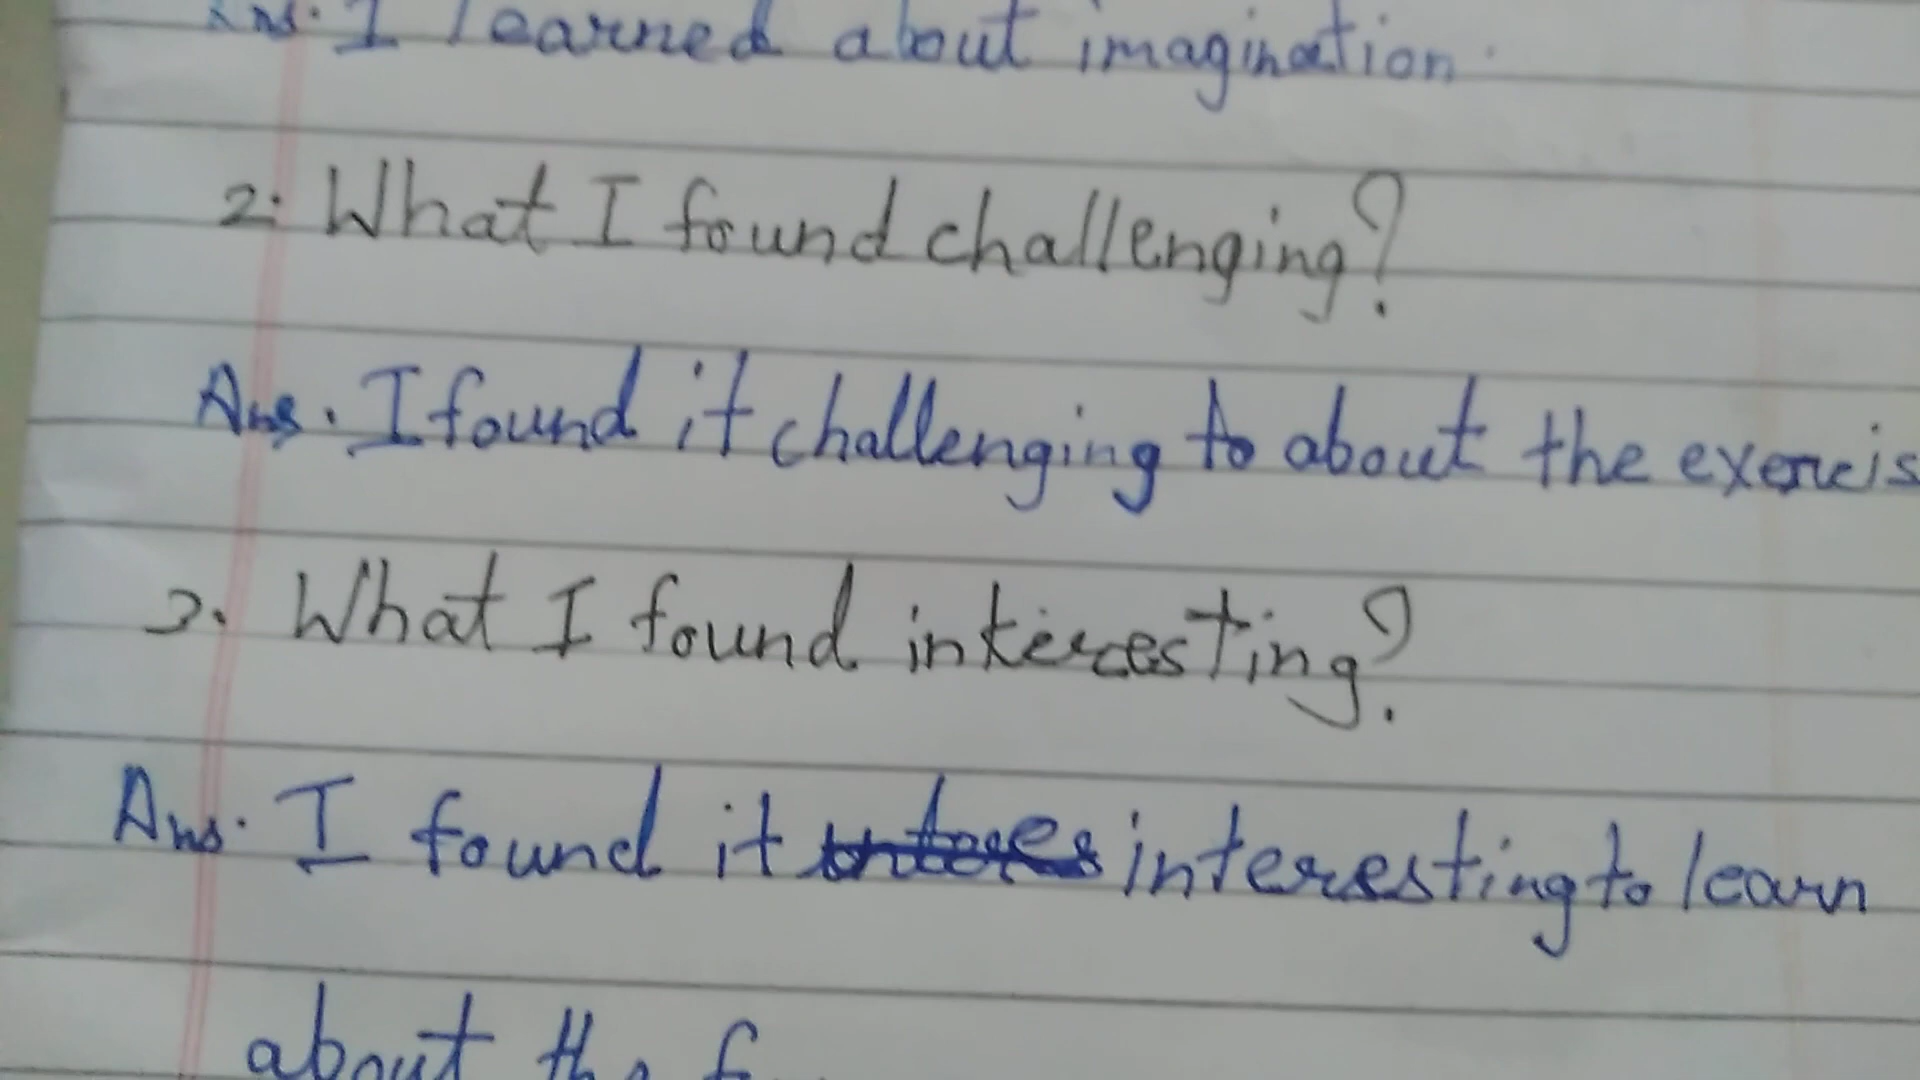 Ans. I learned about imagination.
2. What I found challenging?
Ans. I found it challenging to about the exercis
3. What I found interesting?
Ans. I found it interesting to learn
about the f